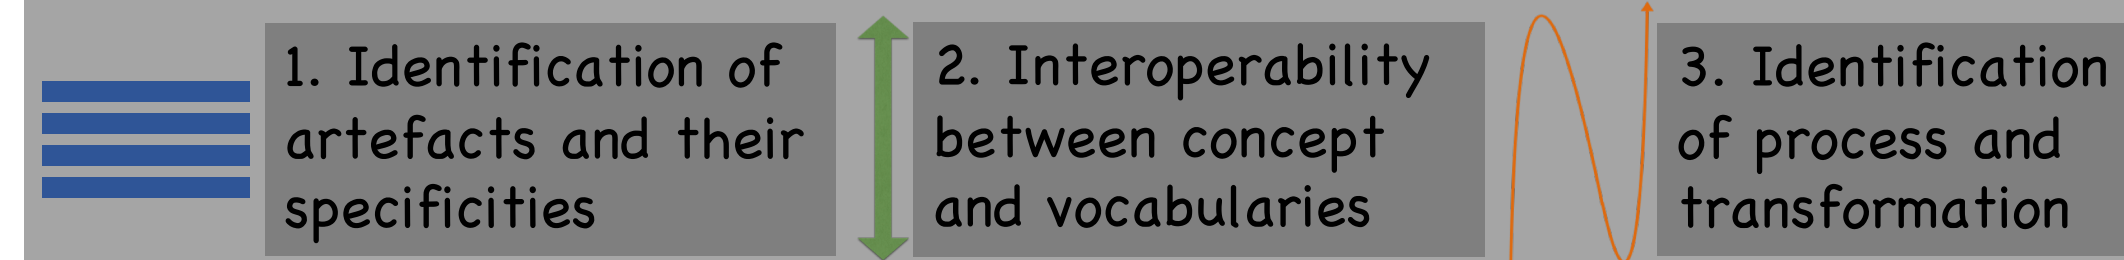 1. Identification of
artefacts and their
specificities
2. Interoperability
between concept
and vocabularies
3. Identification
of process and
transformation